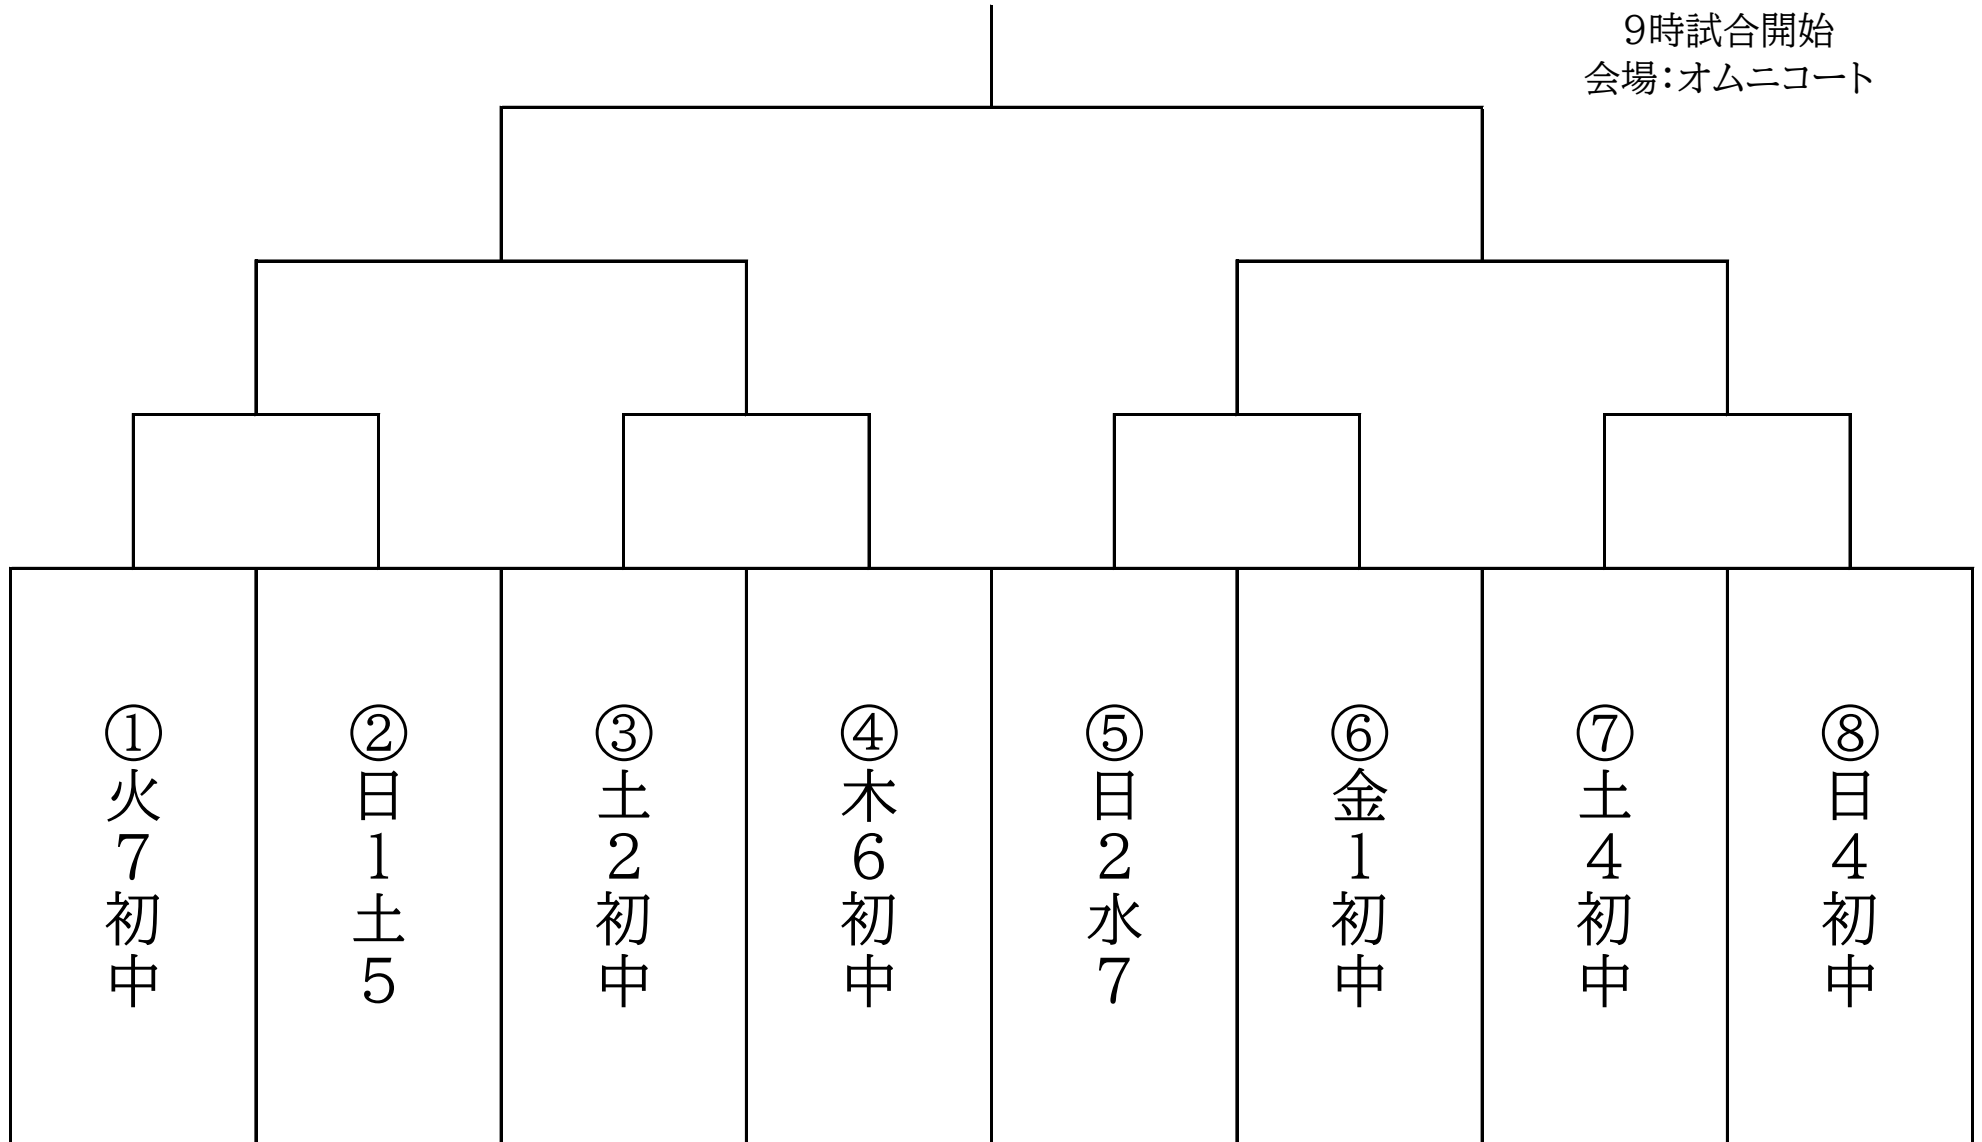 9時試合開始
会場：オムニコート
①火7初中
②日1土5
③土2初中
④木6初中
⑤日2水7
⑥金1初中
⑦土4初中
⑧日4初中